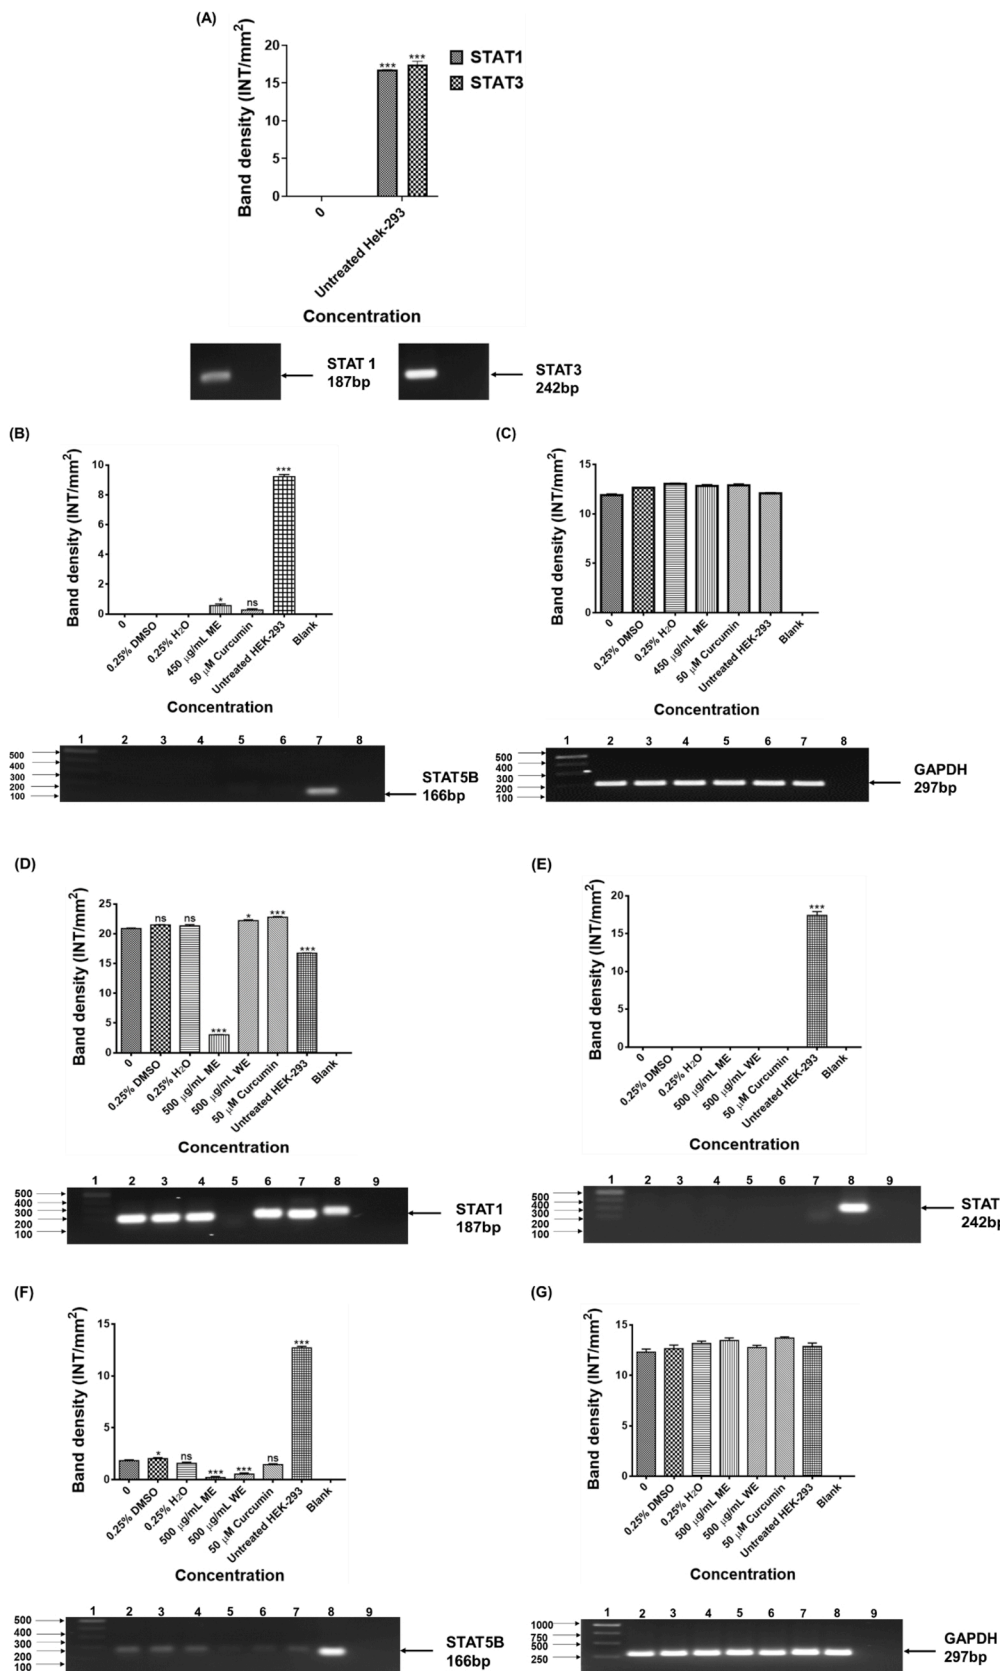 (A)
Band density (INT/mm²)
20
15
10
5
0
*** ***
STAT1
STAT3
0
Untreated Hek-293
Concentration
STAT 1
187bp
STAT3
242bp
(B)
Band density (INT/mm²)
10
8
6
4
2
0
* ns ***
0
0.25% DMSO
0.25% H₂O
450 µg/mL ME
50 µM Curcumin
Untreated HEK-293
Blank
Concentration
1 2 3 4 5 6 7 8
500
400
300
200
100
STAT5B
166bp
(C)
Band density (INT/mm²)
15
10
5
0
0
0.25% DMSO
0.25% H₂O
450 µg/mL ME
50 µM Curcumin
Untreated HEK-293
Blank
Concentration
1 2 3 4 5 6 7 8
500
400
300
200
100
GAPDH
297bp
(D)
Band density (INT/mm²)
25
20
15
10
5
0
ns ns *** * *** ***
0
0.25% DMSO
0.25% H₂O
500 µg/mL ME
500 µg/mL WE
50 µM Curcumin
Untreated HEK-293
Blank
Concentration
1 2 3 4 5 6 7 8 9
500
400
300
200
100
STAT1
187bp
(E)
Band density (INT/mm²)
20
15
10
5
0
***
0
0.25% DMSO
0.25% H₂O
500 µg/mL ME
500 µg/mL WE
50 µM Curcumin
Untreated HEK-293
Blank
Concentration
1 2 3 4 5 6 7 8 9
500
400
300
200
100
STAT
242bp
(F)
Band density (INT/mm²)
15
10
5
0
* ns *** *** ns ***
0
0.25% DMSO
0.25% H₂O
500 µg/mL ME
500 µg/mL WE
50 µM Curcumin
Untreated HEK-293
Blank
Concentration
1 2 3 4 5 6 7 8 9
500
400
300
200
100
STAT5B
166bp
(G)
Band density (INT/mm²)
15
10
5
0
0
0.25% DMSO
0.25% H₂O
500 µg/mL ME
500 µg/mL WE
50 µM Curcumin
Untreated HEK-293
Blank
Concentration
1 2 3 4 5 6 7 8 9
1000
750
500
250
GAPDH
297bp